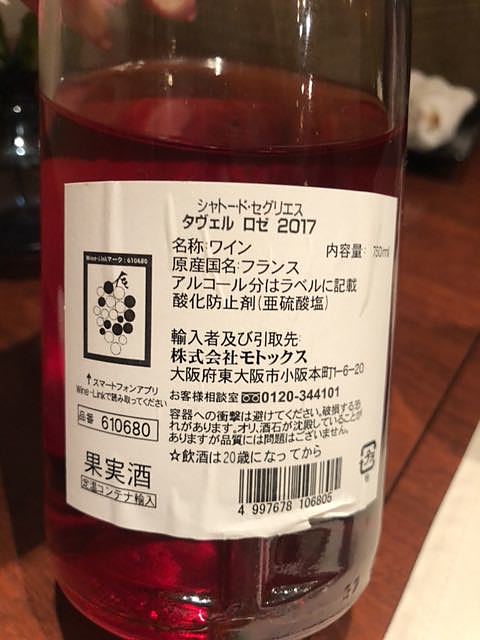 シャトー・ド・セグリエス
タヴェル ロゼ 2017
名称:ワイン 内容量: 750ml
原産国名:フランス
アルコール分はラベルに記載
酸化防止剤(亜硫酸塩)
Wine-Linkマーク:610680
↑スマートフォンアプリ
Wine-Linkで読み取ってください
品番 610680
果実酒
定温コンテナ輸入
輸入者及び引取先:
株式会社モトックス
大阪府東大阪市小阪本町1-6-20
お客様相談室 0120-344101
容器への衝撃は避けてください。破損する恐
れがあります。オリ、酒石が沈殿していることが
ありますが品質には問題はございません。
☆飲酒は20歳になってから
4 997678 106805